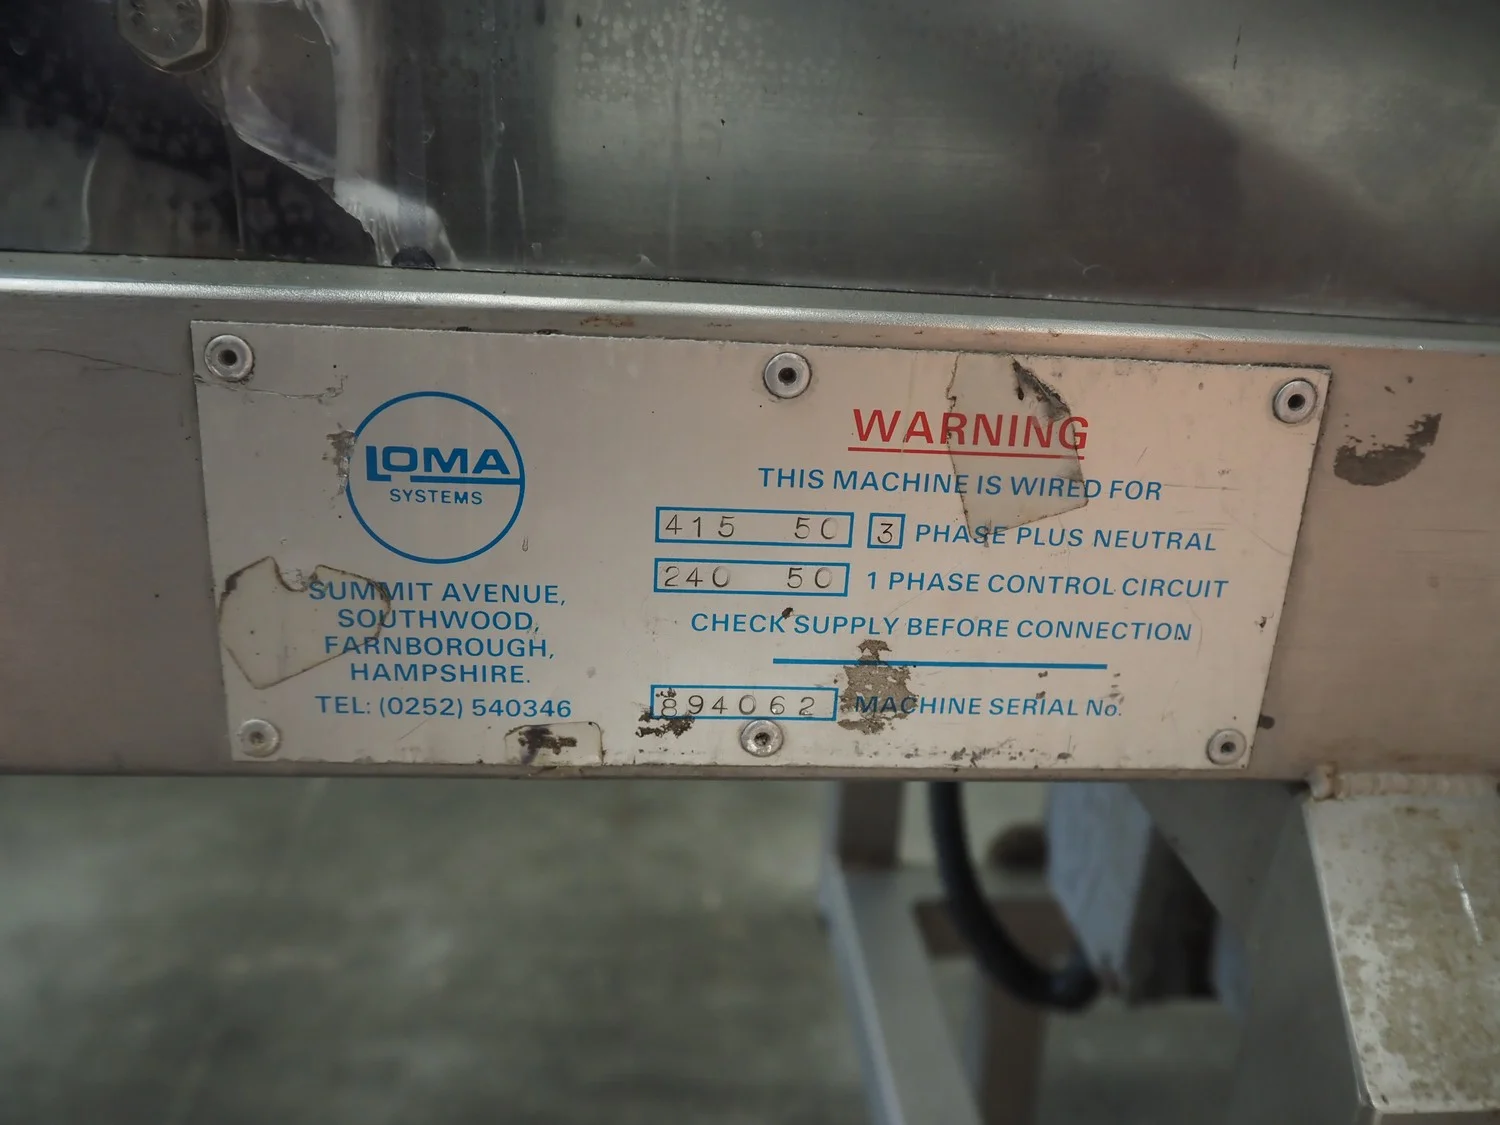 LOMA
SYSTEMS
SUMMIT AVENUE,
SOUTHWOOD,
FARNBOROUGH,
HAMPSHIRE.
TEL: (0252) 540346
WARNING
THIS MACHINE IS WIRED FOR
415 50 3 PHASE PLUS NEUTRAL
240 50 1 PHASE CONTROL CIRCUIT
CHECK SUPPLY BEFORE CONNECTION
894062 MACHINE SERIAL No.